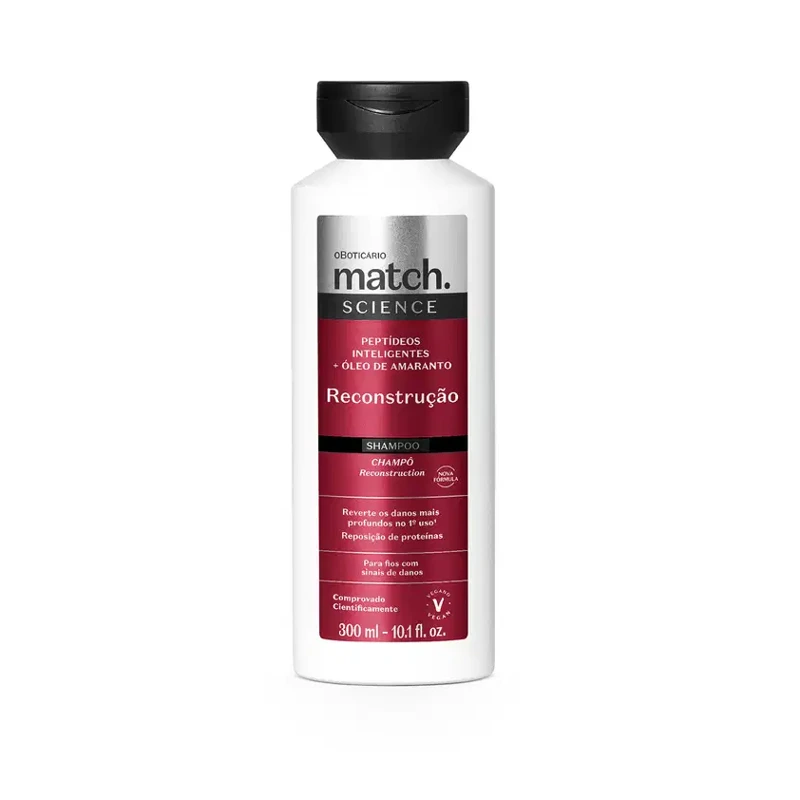 oBOTICÁRIO
match.
SCIENCE
PEPTÍDEOS
INTELIGENTES
+ ÓLEO DE AMARANTO
Reconstrução
SHAMPOO
CHAMPÔ
Reconstruction
NOVA
FÓRMULA
Reverte os danos mais
profundos no 1º uso¹
Reposição de proteínas
Para fios com
sinais de danos
Comprovado
Cientificamente
VEGANO
V
VEGAN
300 ml - 10.1 fl. oz.